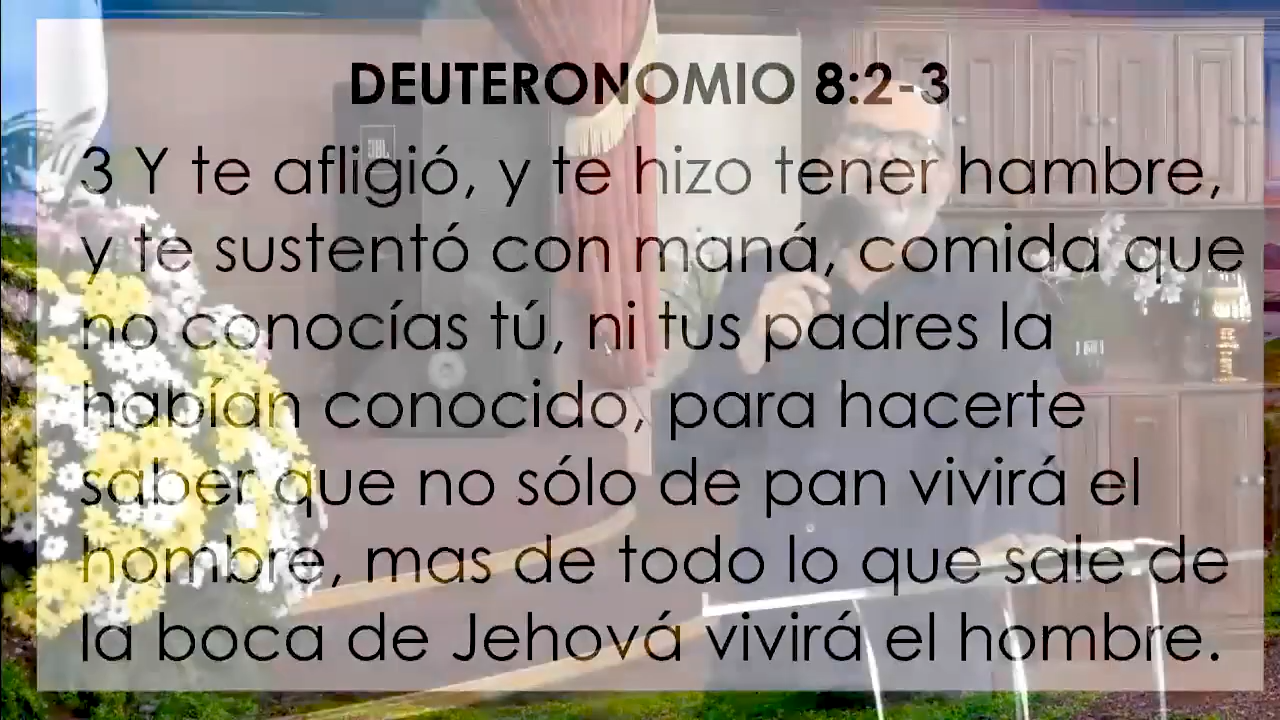 DEUTERONOMIO 8:2-3
3 Y te afligió, y te hizo tener hambre,
y te sustentó con maná, comida que
no conocías tú, ni tus padres la
habían conocido, para hacerte
saber que no sólo de pan vivirá el
hombre, mas de todo lo que sale de
la boca de Jehová vivirá el hombre.
JBL